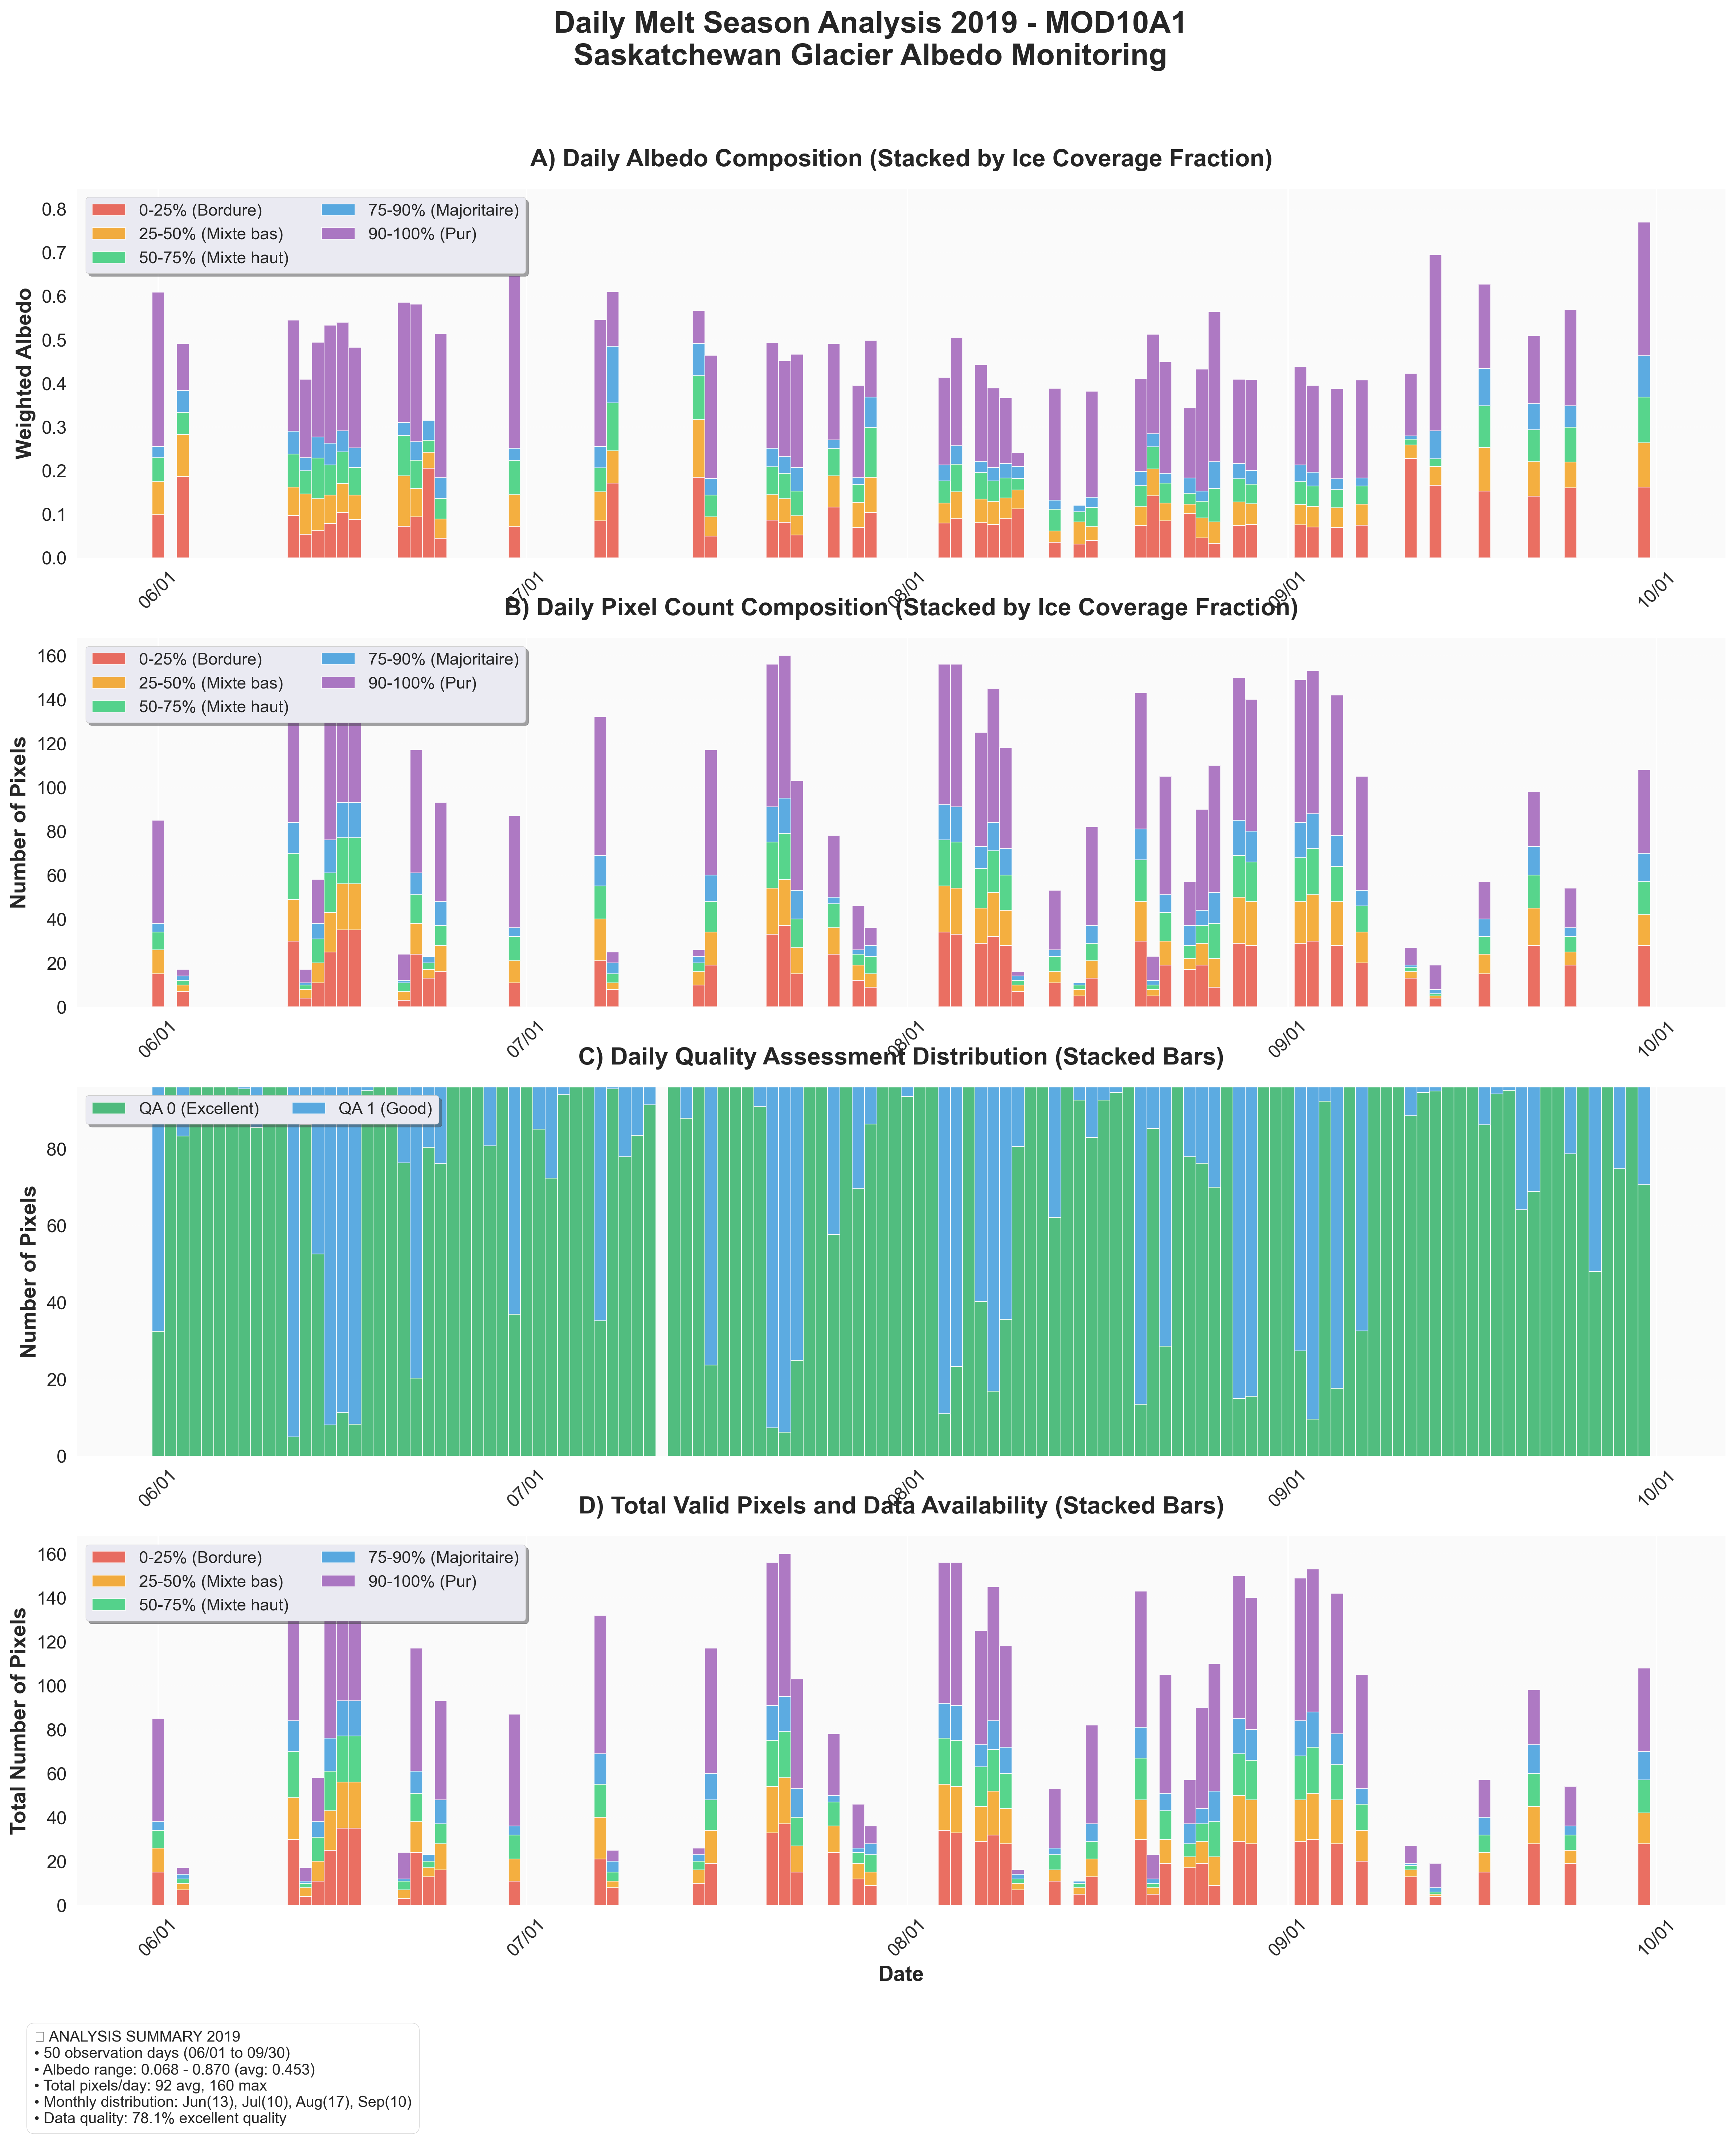 Daily Melt Season Analysis 2019 - MOD10A1
Saskatchewan Glacier Albedo Monitoring
A) Daily Albedo Composition (Stacked by Ice Coverage Fraction)
0-25% (Bordure)
25-50% (Mixte bas)
50-75% (Mixte haut)
75-90% (Majoritaire)
90-100% (Pur)
Weighted Albedo
0.8
0.7
0.6
0.5
0.4
0.3
0.2
0.1
0.0
06/01
07/01
08/01
09/01
10/01
B) Daily Pixel Count Composition (Stacked by Ice Coverage Fraction)
0-25% (Bordure)
25-50% (Mixte bas)
50-75% (Mixte haut)
75-90% (Majoritaire)
90-100% (Pur)
Number of Pixels
160
140
120
100
80
60
40
20
0
06/01
07/01
08/01
09/01
10/01
C) Daily Quality Assessment Distribution (Stacked Bars)
QA 0 (Excellent)
QA 1 (Good)
Number of Pixels
80
60
40
20
0
06/01
07/01
08/01
09/01
10/01
D) Total Valid Pixels and Data Availability (Stacked Bars)
0-25% (Bordure)
25-50% (Mixte bas)
50-75% (Mixte haut)
75-90% (Majoritaire)
90-100% (Pur)
Total Number of Pixels
160
140
120
100
80
60
40
20
0
06/01
07/01
08/01
09/01
10/01
Date
ANALYSIS SUMMARY 2019
• 50 observation days (06/01 to 09/30)
• Albedo range: 0.068 - 0.870 (avg: 0.453)
• Total pixels/day: 92 avg, 160 max
• Monthly distribution: Jun(13), Jul(10), Aug(17), Sep(10)
• Data quality: 78.1% excellent quality